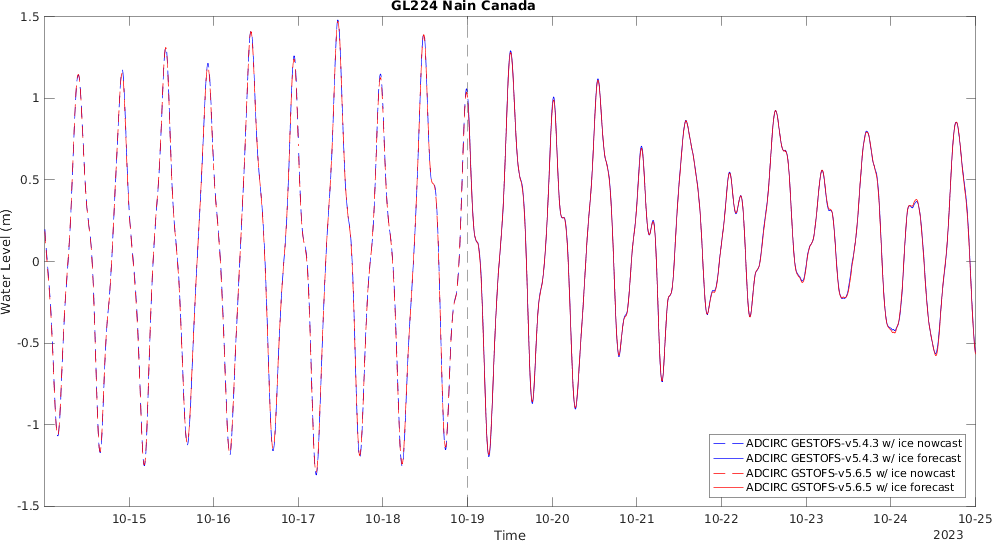 GL224 Nain Canada
1.5
1
0.5
0
-0.5
-1
-1.5
Water Level (m)
10-15 10-16 10-17 10-18 10-19 10-20 10-21 10-22 10-23 10-24 10-25
Time
2023
ADCIRC GESTOFS-v5.4.3 w/ ice nowcast
ADCIRC GESTOFS-v5.4.3 w/ ice forecast
ADCIRC GSTOFS-v5.6.5 w/ ice nowcast
ADCIRC GSTOFS-v5.6.5 w/ ice forecast